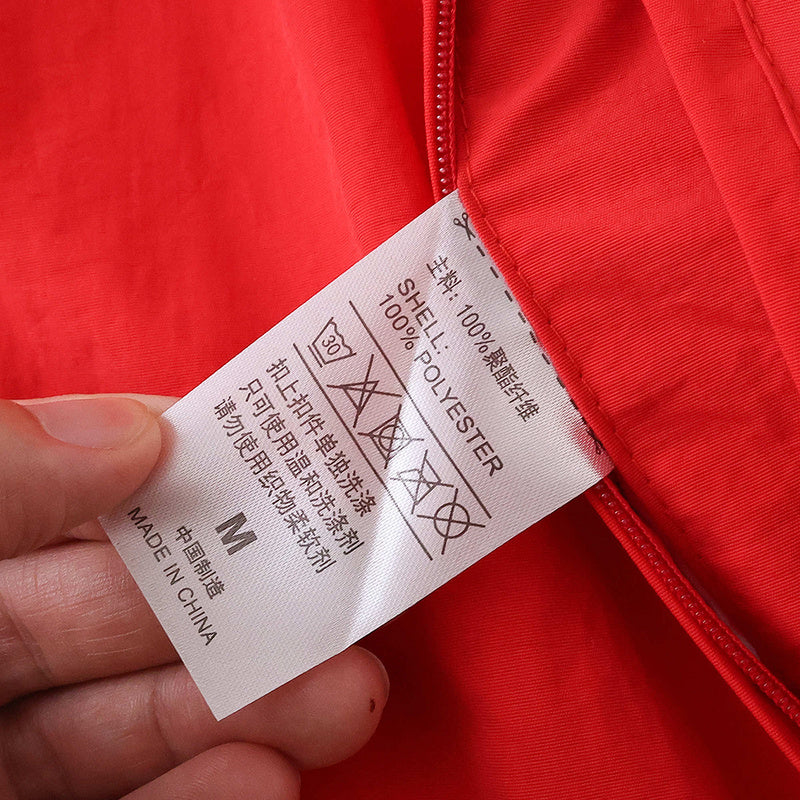 主料：100%聚酯纤维
SHELL:
100% POLYESTER
30
扣上扣件单独洗涤
只可使用温和洗涤剂
请勿使用织物柔软剂
M
中国制造
MADE IN CHINA